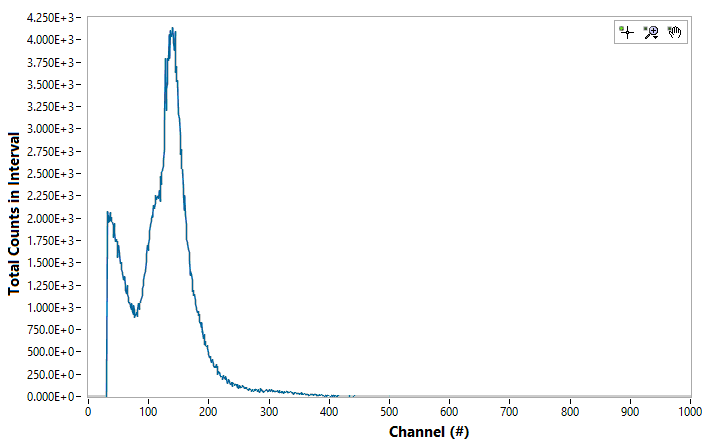 4.250E+3
4.000E+3
3.750E+3
3.500E+3
3.250E+3
3.000E+3
2.750E+3
2.500E+3
2.250E+3
2.000E+3
1.750E+3
1.500E+3
1.250E+3
1.000E+3
750.0E+0
500.0E+0
250.0E+0
0.000E+0
Total Counts in Interval
0 100 200 300 400 500 600 700 800 900 1000
Channel (#)